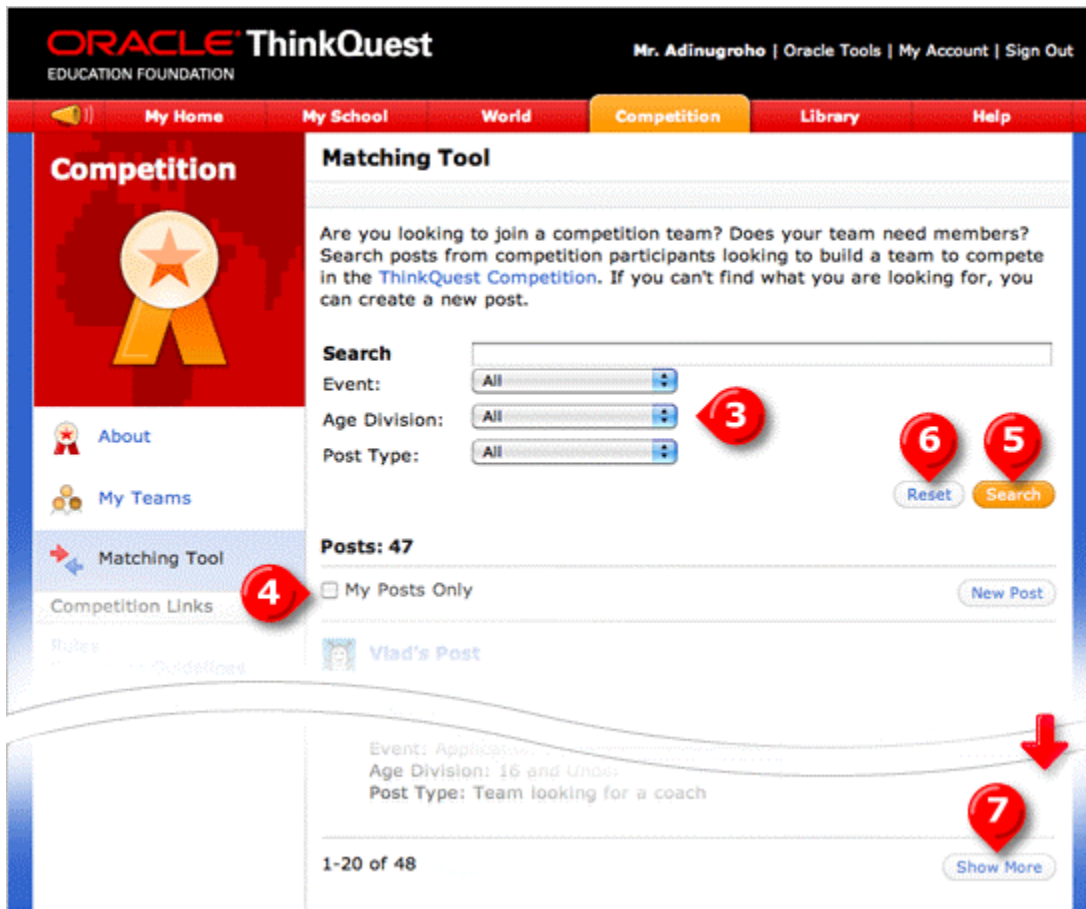 ORACLE ThinkQuest
EDUCATION FOUNDATION
Mr. Adinugroho | Oracle Tools | My Account | Sign Out
My Home My School World Competition Library Help
Competition
Matching Tool
Are you looking to join a competition team? Does your team need members?
Search posts from competition participants looking to build a team to compete
in the ThinkQuest Competition. If you can't find what you are looking for, you
can create a new post.
Search
Event: All
Age Division: All
3
Post Type: All
6
5
Reset Search
About
My Teams
Matching Tool
Competition Links
Rules
Guidelines
Posts: 47
4
My Posts Only
New Post
Vlad's Post
Event:
Age Division: 16 and Under
Post Type: Team looking for a coach
7
1-20 of 48
Show More